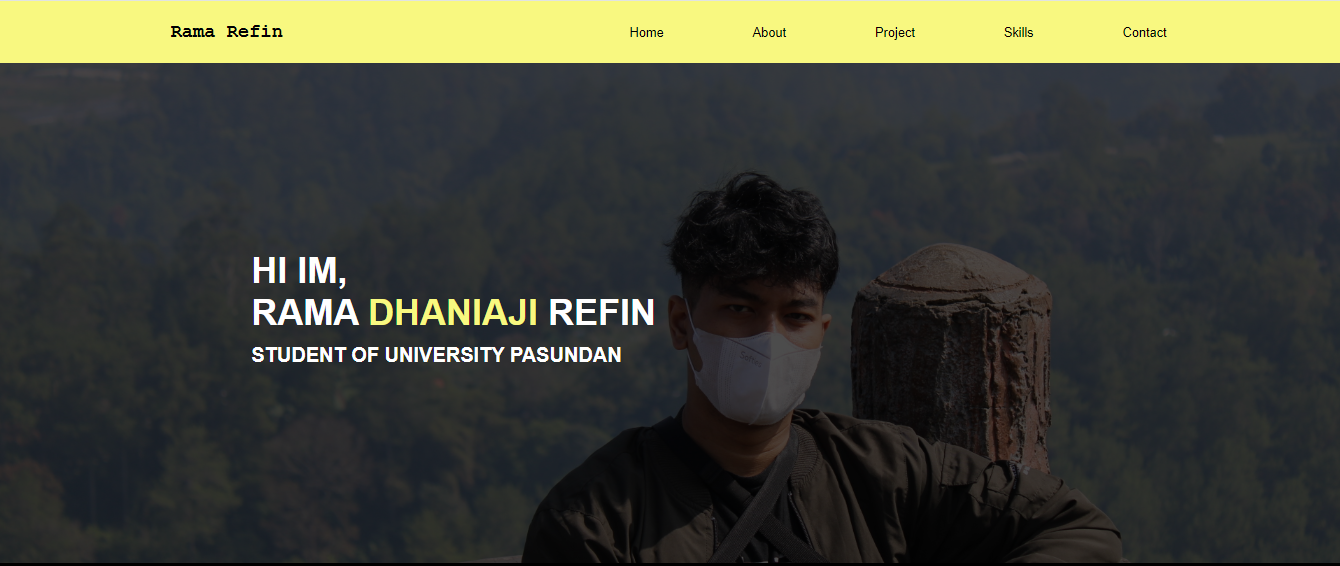 Rama Refin
Home About Project Skills Contact
HI IM,
RAMA DHANIAJI REFIN
STUDENT OF UNIVERSITY PASUNDAN